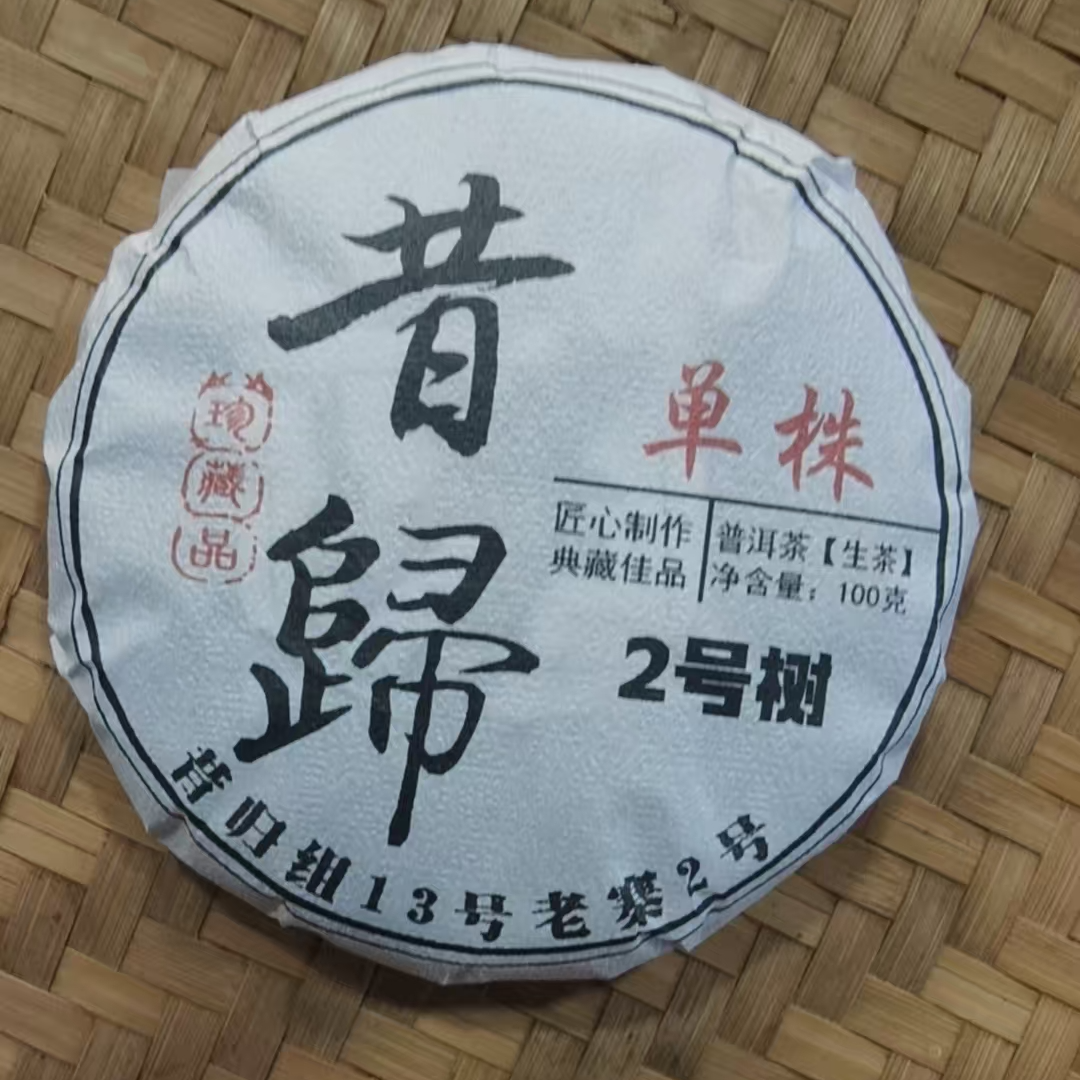 昔歸
珍藏品
单株
匠心制作
典藏佳品
普洱茶【生茶】
净含量：100克
2号树
昔归组13号老寨2号